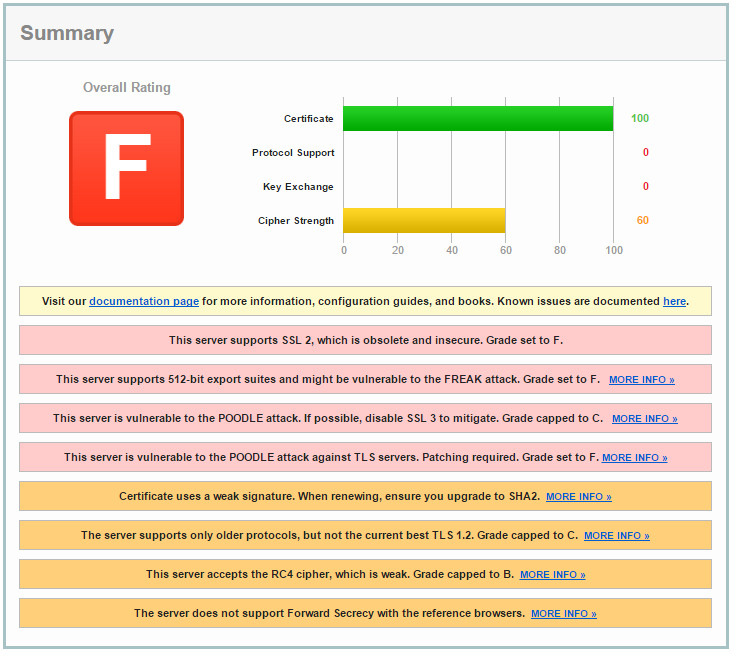 Summary
Overall Rating
F
Certificate 100
Protocol Support 0
Key Exchange 0
Cipher Strength 60
0 20 40 60 80 100
Visit our documentation page for more information, configuration guides, and books. Known issues are documented here.
This server supports SSL 2, which is obsolete and insecure. Grade set to F.
This server supports 512-bit export suites and might be vulnerable to the FREAK attack. Grade set to F. MORE INFO »
This server is vulnerable to the POODLE attack. If possible, disable SSL 3 to mitigate. Grade capped to C. MORE INFO »
This server is vulnerable to the POODLE attack against TLS servers. Patching required. Grade set to F. MORE INFO »
Certificate uses a weak signature. When renewing, ensure you upgrade to SHA2. MORE INFO »
The server supports only older protocols, but not the current best TLS 1.2. Grade capped to C. MORE INFO »
This server accepts the RC4 cipher, which is weak. Grade capped to B. MORE INFO »
The server does not support Forward Secrecy with the reference browsers. MORE INFO »